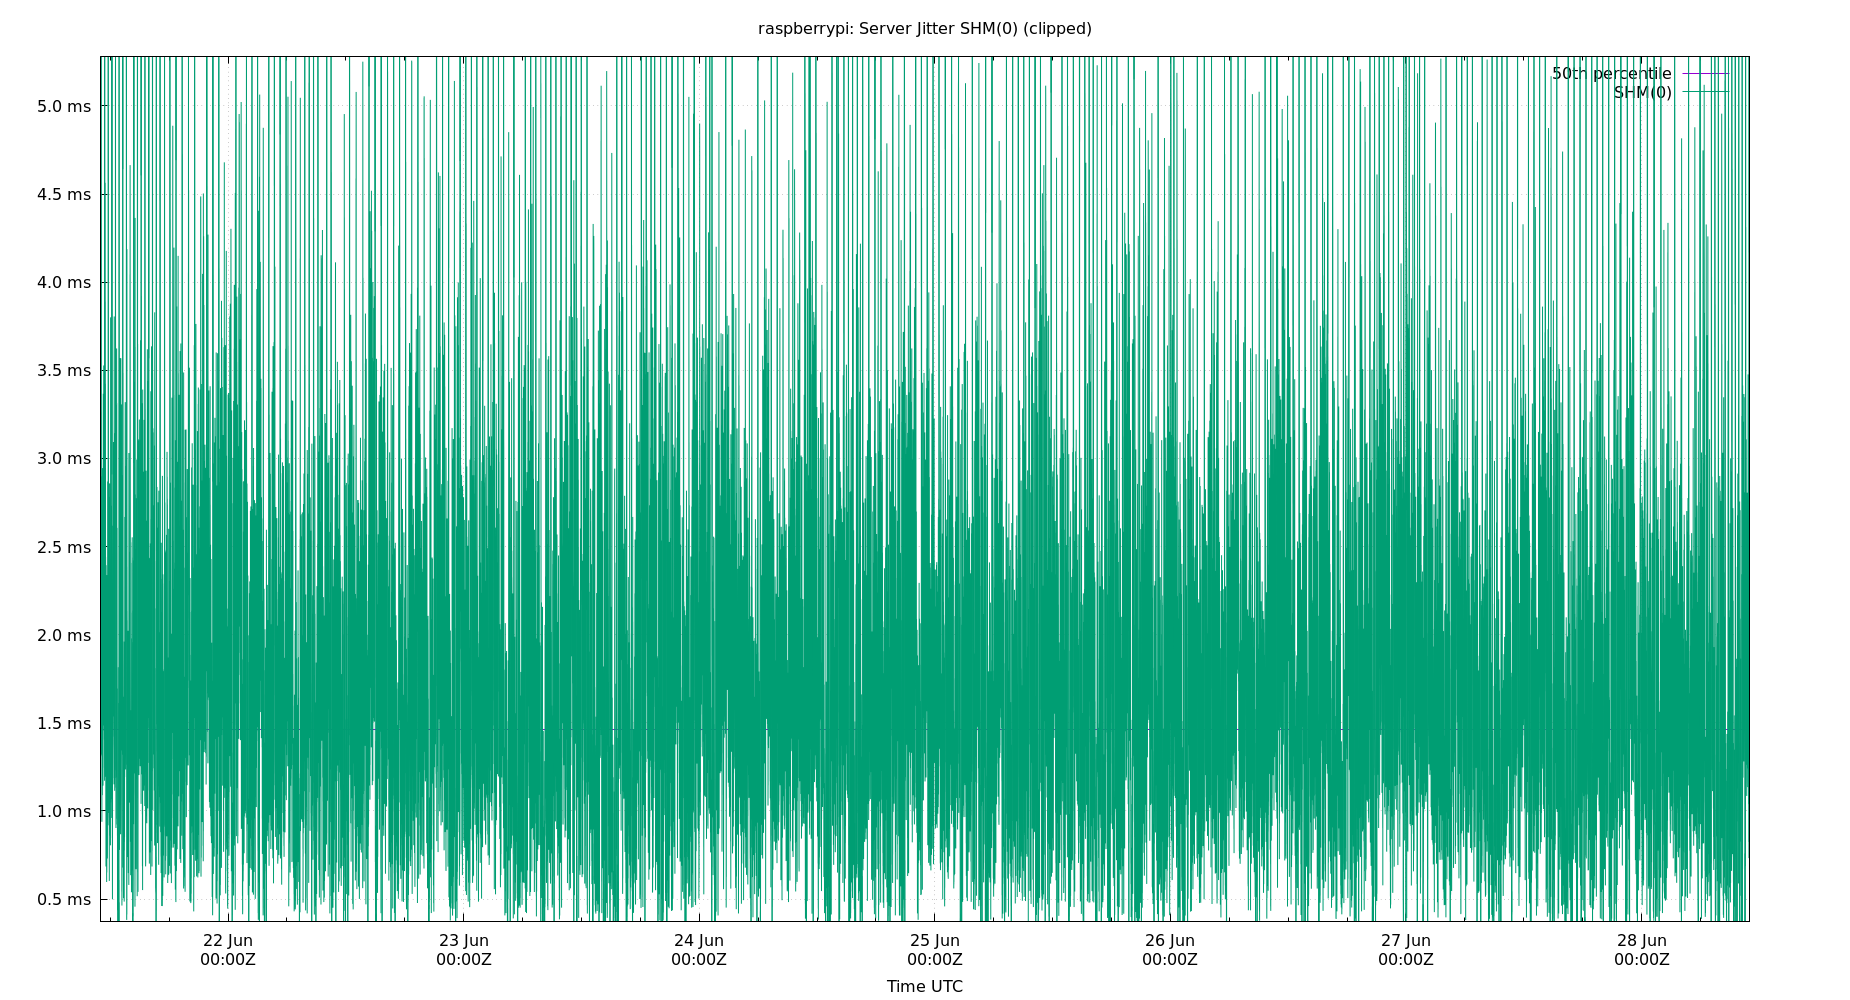 raspberrypi: Server Jitter SHM(0) (clipped)
50th percentile
SHM(0)
5.0 ms
4.5 ms
4.0 ms
3.5 ms
3.0 ms
2.5 ms
2.0 ms
1.5 ms
1.0 ms
0.5 ms
22 Jun 23 Jun 24 Jun 25 Jun 26 Jun 27 Jun 28 Jun
00:00Z 00:00Z 00:00Z 00:00Z 00:00Z 00:00Z 00:00Z
Time UTC